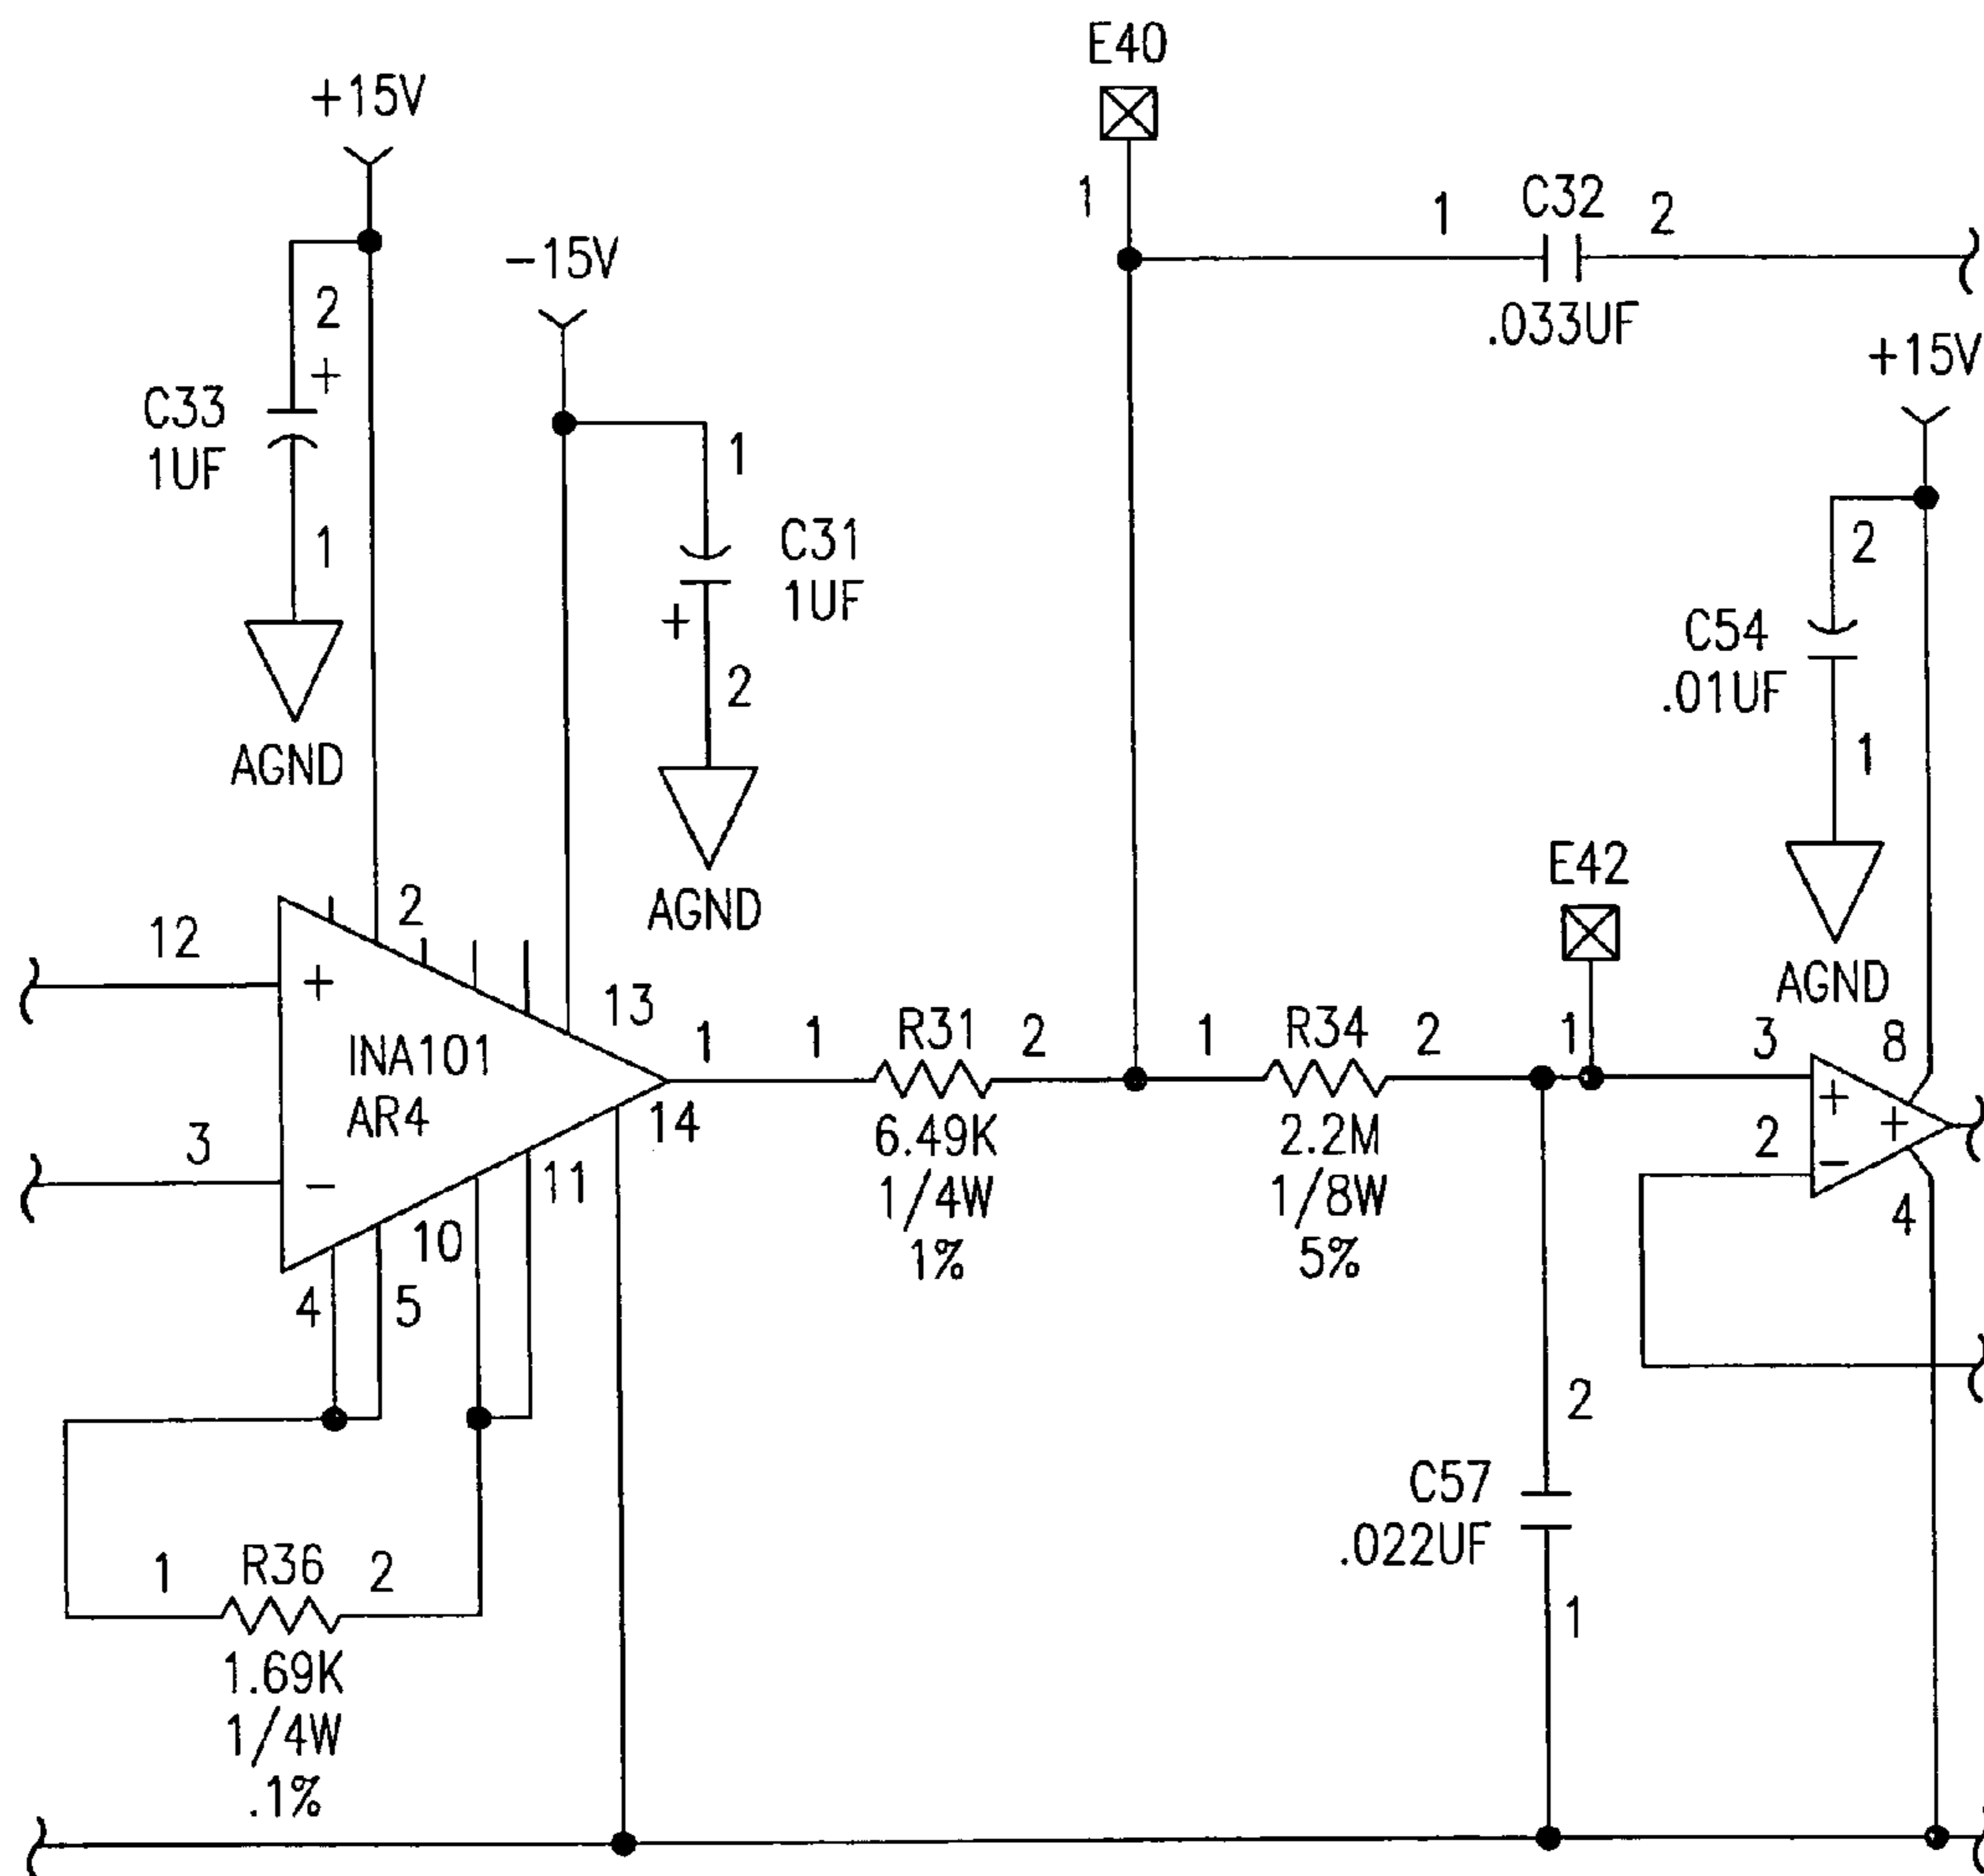 E40
+15V
1
1
C32
2
.033UF
-15V
2
+
C33
1UF
1
1
C31
1UF
+
2
+15V
2
C54
.01UF
1
AGND
AGND
AGND
E42
12
2
+
13
INA101
AR4
3
-
14
1
1
R31
2
6.49K
1/4W
1%
1
R34
2
2.2M
1/8W
5%
1
3
8
+
+
2
-
4
11
10
4
5
2
C57
.022UF
1
1
R36
2
1.69K
1/4W
.1%